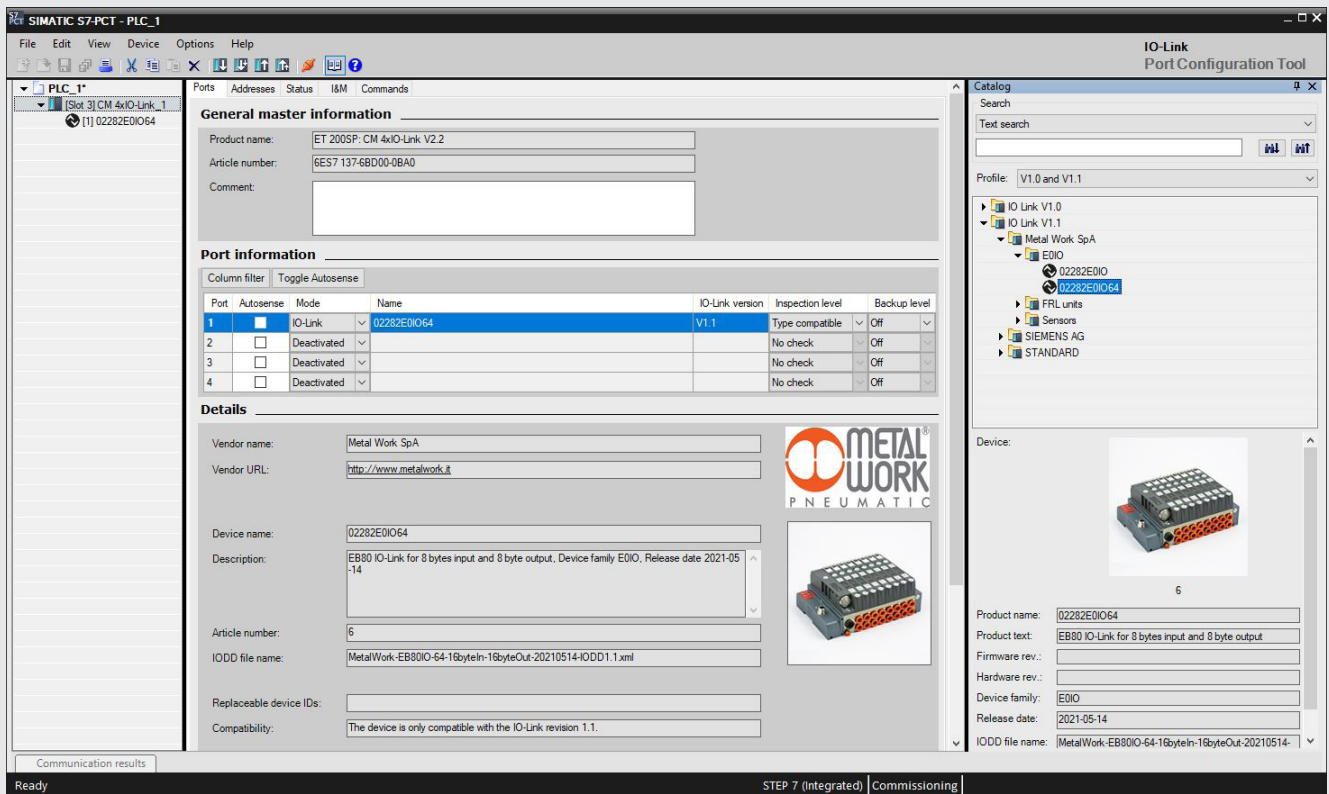 SIMATIC S7-PCT - PLC_1
File Edit View Device Options Help
IO-Link
Port Configuration Tool
PLC_1*
[Slot 3] CM 4xIO-Link_1
[1] 02282E0IO64
Ports Addresses Status I&M Commands
General master information
Product name: ET 200SP: CM 4xIO-Link V2.2
Article number: 6ES7 137-6BD00-0BA0
Comment:
Port information
Column filter Toggle Autosense
Port Autosense Mode Name IO-Link version Inspection level Backup level
1 IO-Link 02282E0IO64 V1.1 Type compatible Off
2 Deactivated No check Off
3 Deactivated No check Off
4 Deactivated No check Off
Details
Vendor name: Metal Work SpA
Vendor URL: http://www.metalwork.it
METAL®
WORK
PNEUMATIC
Device name: 02282E0IO64
Description: EB80 IO-Link for 8 bytes input and 8 byte output, Device family E0IO, Release date 2021-05
-14
Article number: 6
IODD file name: MetalWork-EB80IO-64-16byteIn-16byteOut-20210514-IODD1.1.xml
Replaceable device IDs:
Compatibility: The device is only compatible with the IO-Link revision 1.1.
Catalog
Search
Text search
Profile: V1.0 and V1.1
IO Link V1.0
IO Link V1.1
Metal Work SpA
E0IO
02282E0IO
02282E0IO64
FRL units
Sensors
SIEMENS AG
STANDARD
Device:
6
Product name: 02282E0IO64
Product text: EB80 IO-Link for 8 bytes input and 8 byte output
Firmware rev.:
Hardware rev.:
Device family: E0IO
Release date: 2021-05-14
IODD file name: MetalWork-EB80IO-64-16byteIn-16byteOut-20210514-
Communication results
Ready
STEP 7 (Integrated) Commissioning